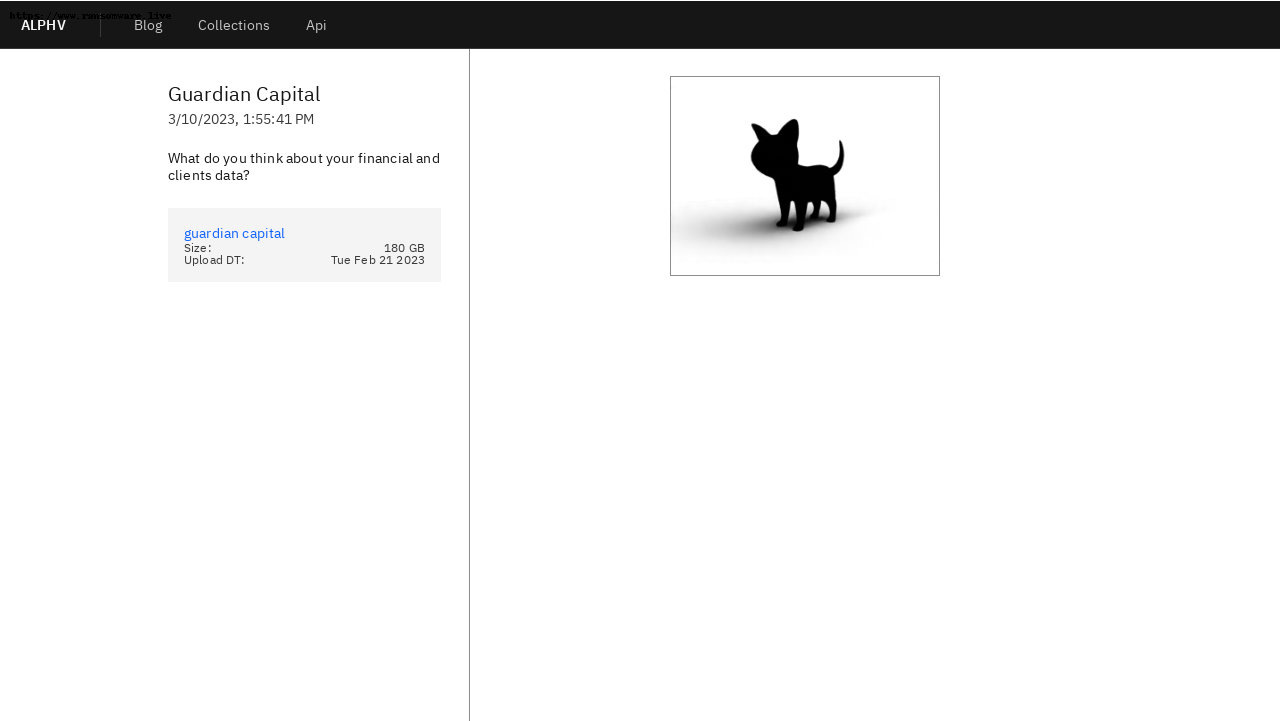 https://www.ransomware.live
ALPHV
Blog
Collections
Api
Guardian Capital
3/10/2023, 1:55:41 PM
What do you think about your financial and
clients data?
guardian capital
Size: 180 GB
Upload DT: Tue Feb 21 2023